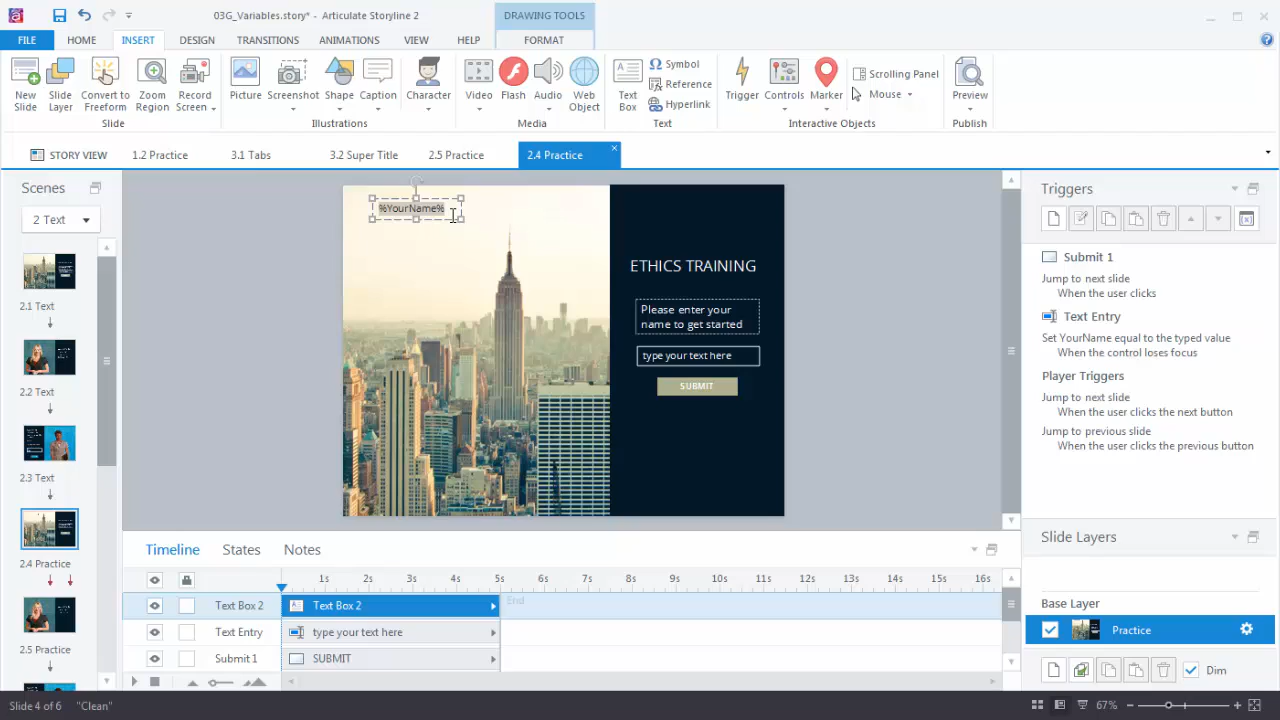 03G_Variables.story* - Articulate Storyline 2
DRAWING TOOLS
FILE
HOME
INSERT
DESIGN
TRANSITIONS
ANIMATIONS
VIEW
HELP
FORMAT
New Slide
Slide Layer
Convert to Freeform
Zoom Region
Record Screen
Slide
Picture
Screenshot
Shape
Caption
Character
Illustrations
Video
Flash
Audio
Web Object
Media
Text Box
Symbol
Reference
Hyperlink
Text
Trigger
Controls
Marker
Scrolling Panel
Mouse
Interactive Objects
Preview
Publish
STORY VIEW
1.2 Practice
3.1 Tabs
3.2 Super Title
2.5 Practice
2.4 Practice
Scenes
2 Text
2.1 Text
2.2 Text
2.3 Text
2.4 Practice
2.5 Practice
%YourName%
ETHICS TRAINING
Please enter your
name to get started
type your text here
SUBMIT
Triggers
Submit 1
Jump to next slide
When the user clicks
Text Entry
Set YourName equal to the typed value
When the control loses focus
Player Triggers
Jump to next slide
When the user clicks the next button
Jump to previous slide
When the user clicks the previous button
Timeline
States
Notes
1s 2s 3s 4s 5s 6s 7s 8s 9s 10s 11s 12s 13s 14s 15s 16s
Text Box 2
Text Box 2
End
Text Entry
type your text here
Submit 1
SUBMIT
Slide Layers
Base Layer
Practice
Dim
Slide 4 of 6
"Clean"
67%